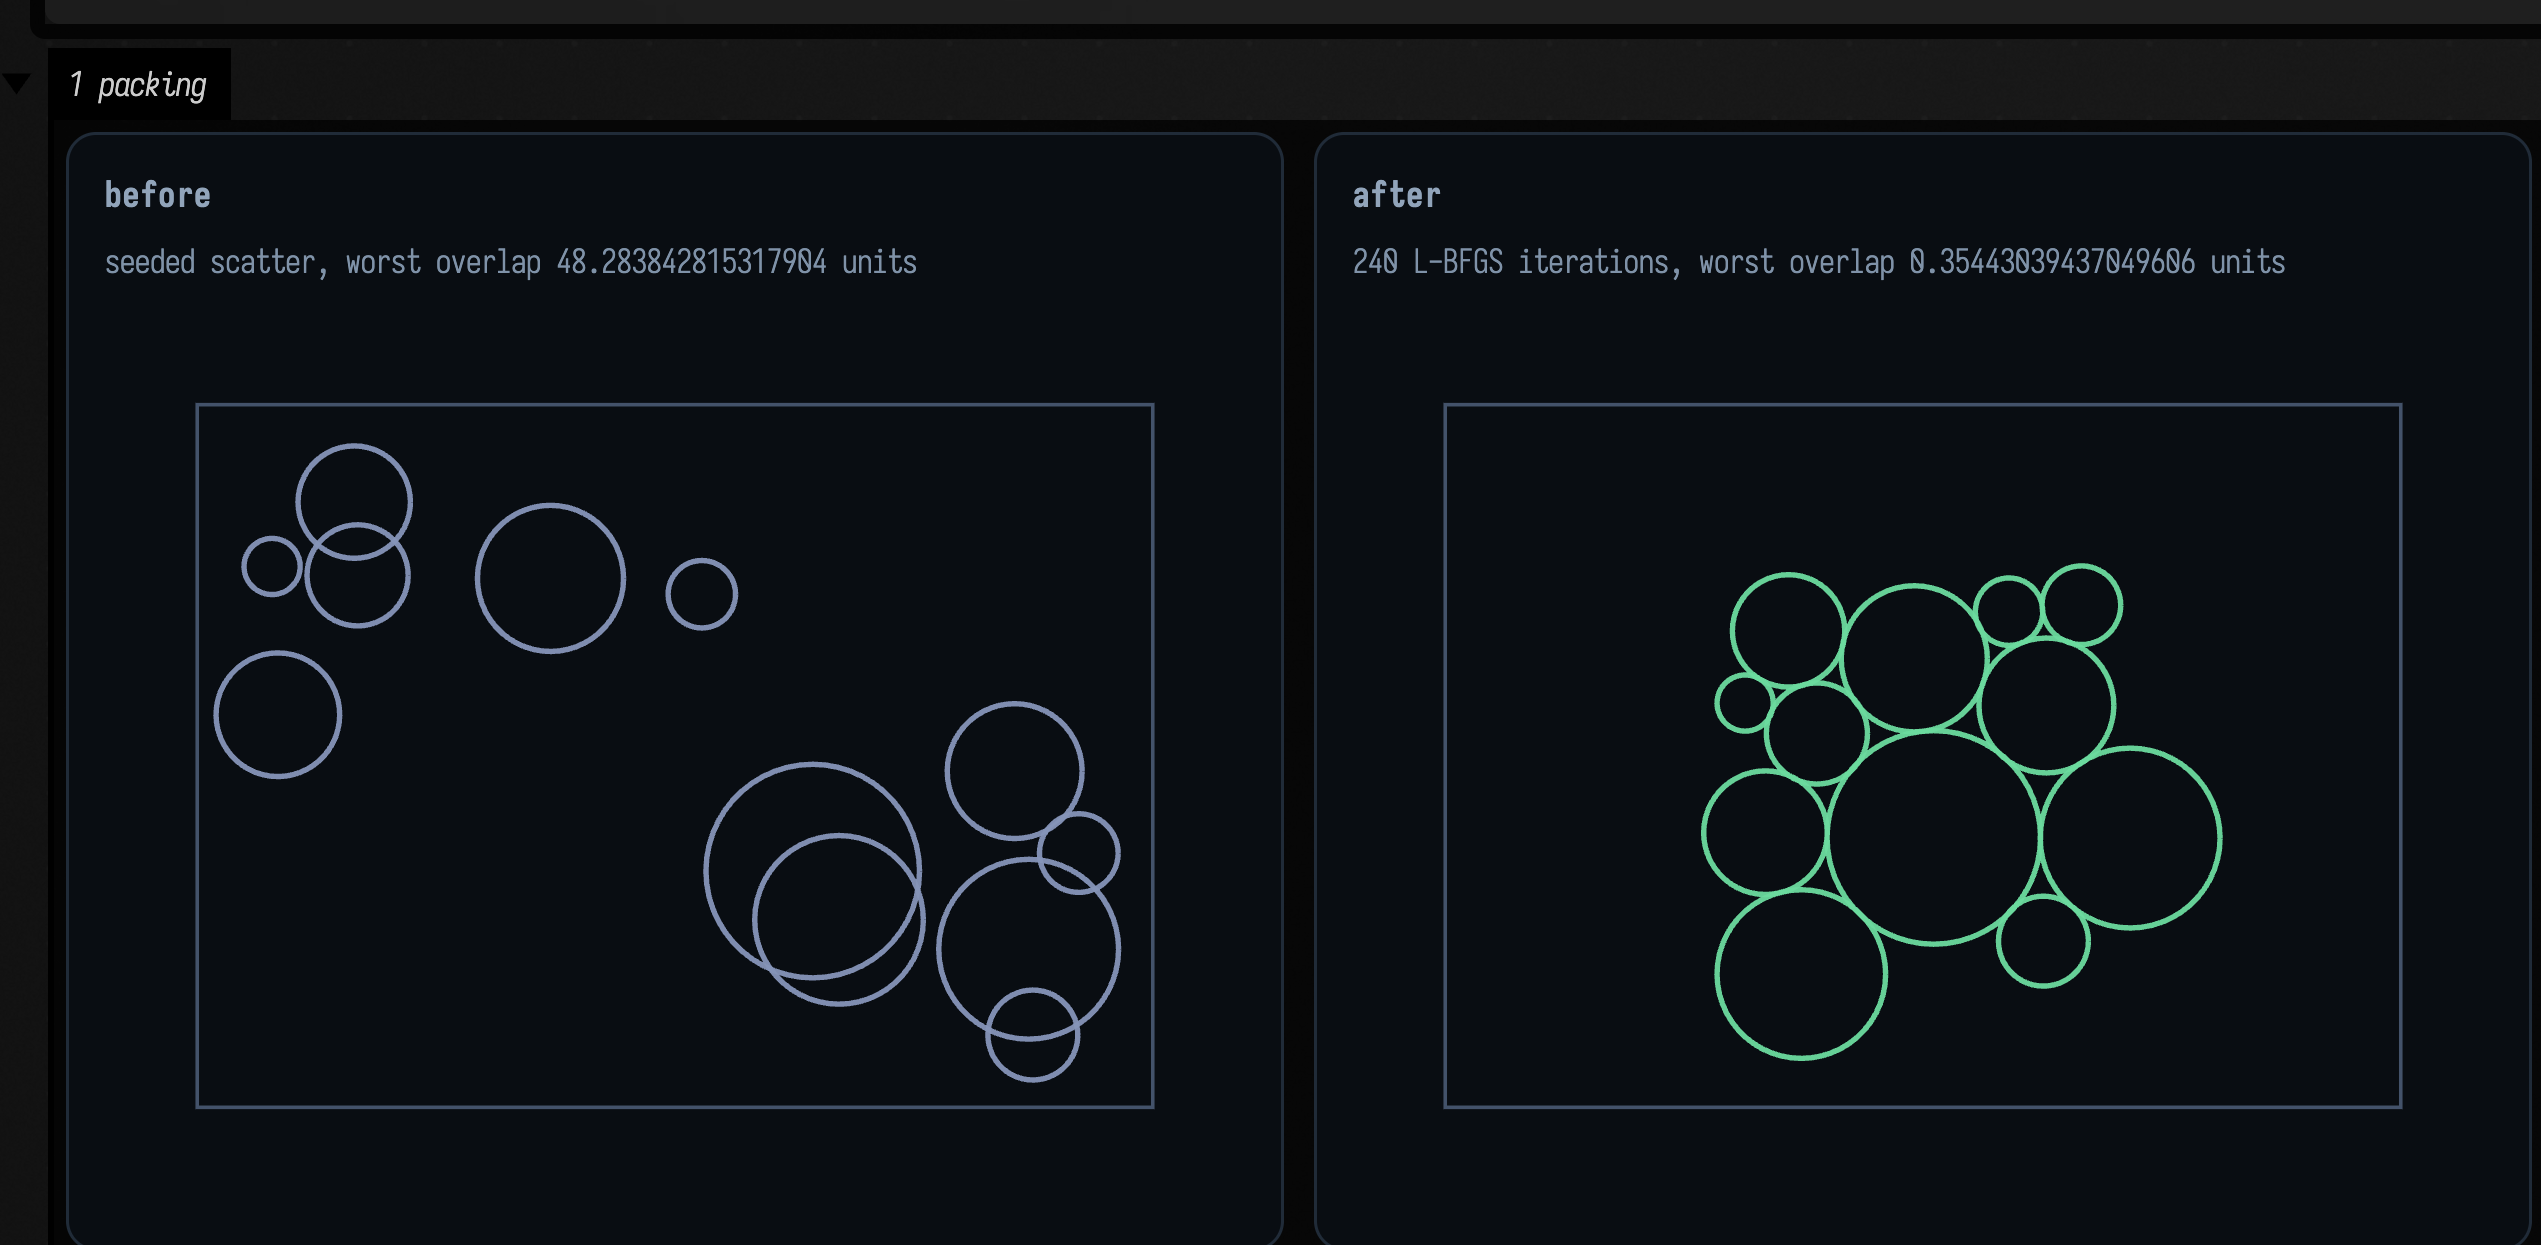 1 packing
before
seeded scatter, worst overlap 48.283842815317904 units
after
240 L-BFGS iterations, worst overlap 0.35443039437049606 units